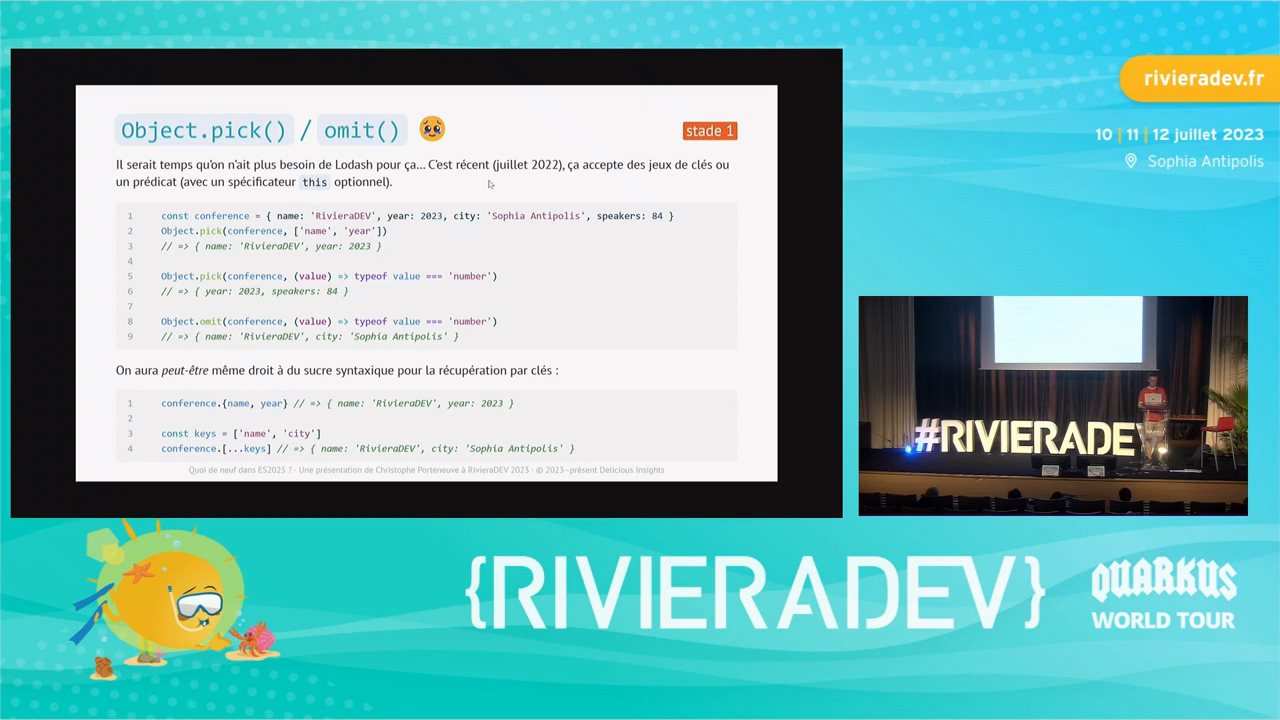 Object.pick() / omit() 🥹
stade 1
Il serait temps qu'on n'ait plus besoin de Lodash pour ça… C'est récent (juillet 2022), ça accepte des jeux de clés ou
un prédicat (avec un spécificateur this optionnel).
1 const conference = { name: 'RivieraDEV', year: 2023, city: 'Sophia Antipolis', speakers: 84 }
2 Object.pick(conference, ['name', 'year'])
3 // => { name: 'RivieraDEV', year: 2023 }
4
5 Object.pick(conference, (value) => typeof value === 'number')
6 // => { year: 2023, speakers: 84 }
7
8 Object.omit(conference, (value) => typeof value === 'number')
9 // => { name: 'RivieraDEV', city: 'Sophia Antipolis' }
On aura peut-être même droit à du sucre syntaxique pour la récupération par clés :
1 conference.{name, year} // => { name: 'RivieraDEV', year: 2023 }
2
3 const keys = ['name', 'city']
4 conference.[...keys] // => { name: 'RivieraDEV', city: 'Sophia Antipolis' }
Quoi de neuf dans ES2025 ? · Une présentation de Christophe Porteneuve à RivieraDEV 2023 · © 2023–présent Delicious Insights
rivieradev.fr
10 | 11 | 12 juillet 2023
Sophia Antipolis
#RIVIERADE
{RIVIERADEV}
QUARKUS
WORLD TOUR